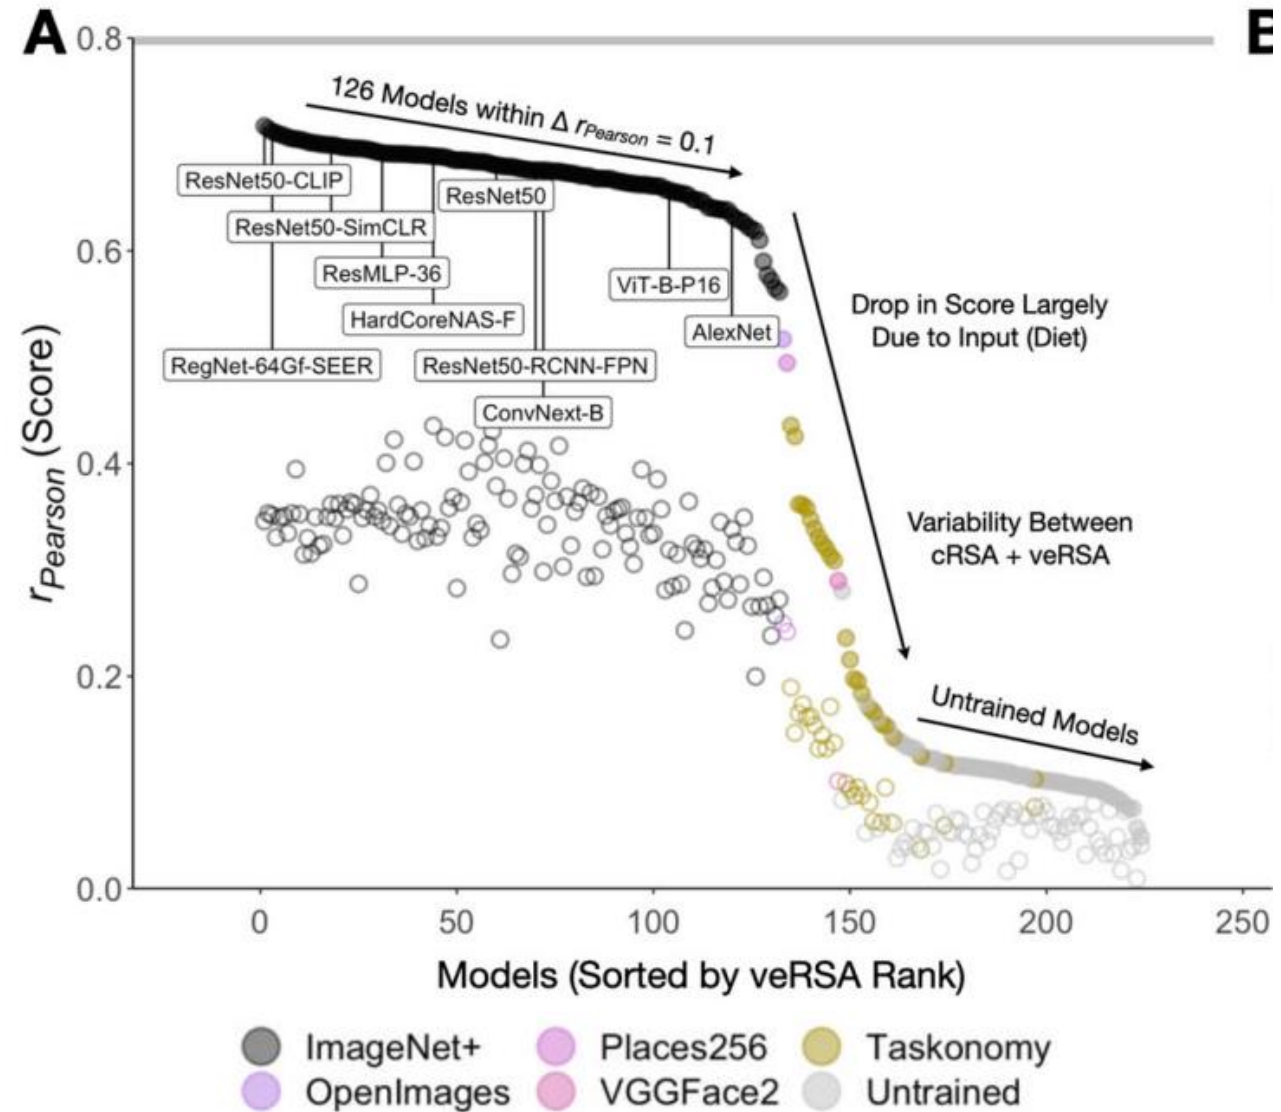 A
B
0.8
126 Models within Δ rPearson = 0.1
ResNet50-CLIP
ResNet50
ResNet50-SimCLR
0.6
ResMLP-36
ViT-B-P16
HardCoreNAS-F
AlexNet
Drop in Score Largely
Due to Input (Diet)
RegNet-64Gf-SEER
ResNet50-RCNN-FPN
ConvNext-B
rPearson (Score)
0.4
Variability Between
cRSA + veRSA
0.2
Untrained Models
0.0
0 50 100 150 200 250
Models (Sorted by veRSA Rank)
ImageNet+ Places256 Taskonomy
OpenImages VGGFace2 Untrained